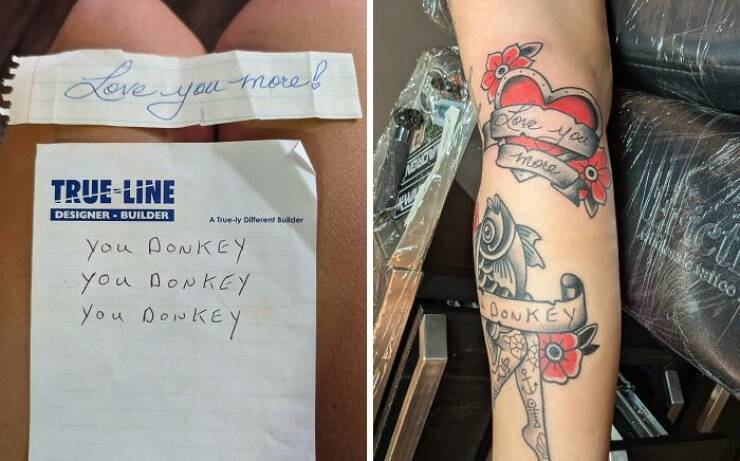 Love you more!
TRUE-LINE
DESIGNER - BUILDER
A True-ly Different Builder
You DONKEY
You DONKEY
You DONKEY
Love you
more
DONKEY